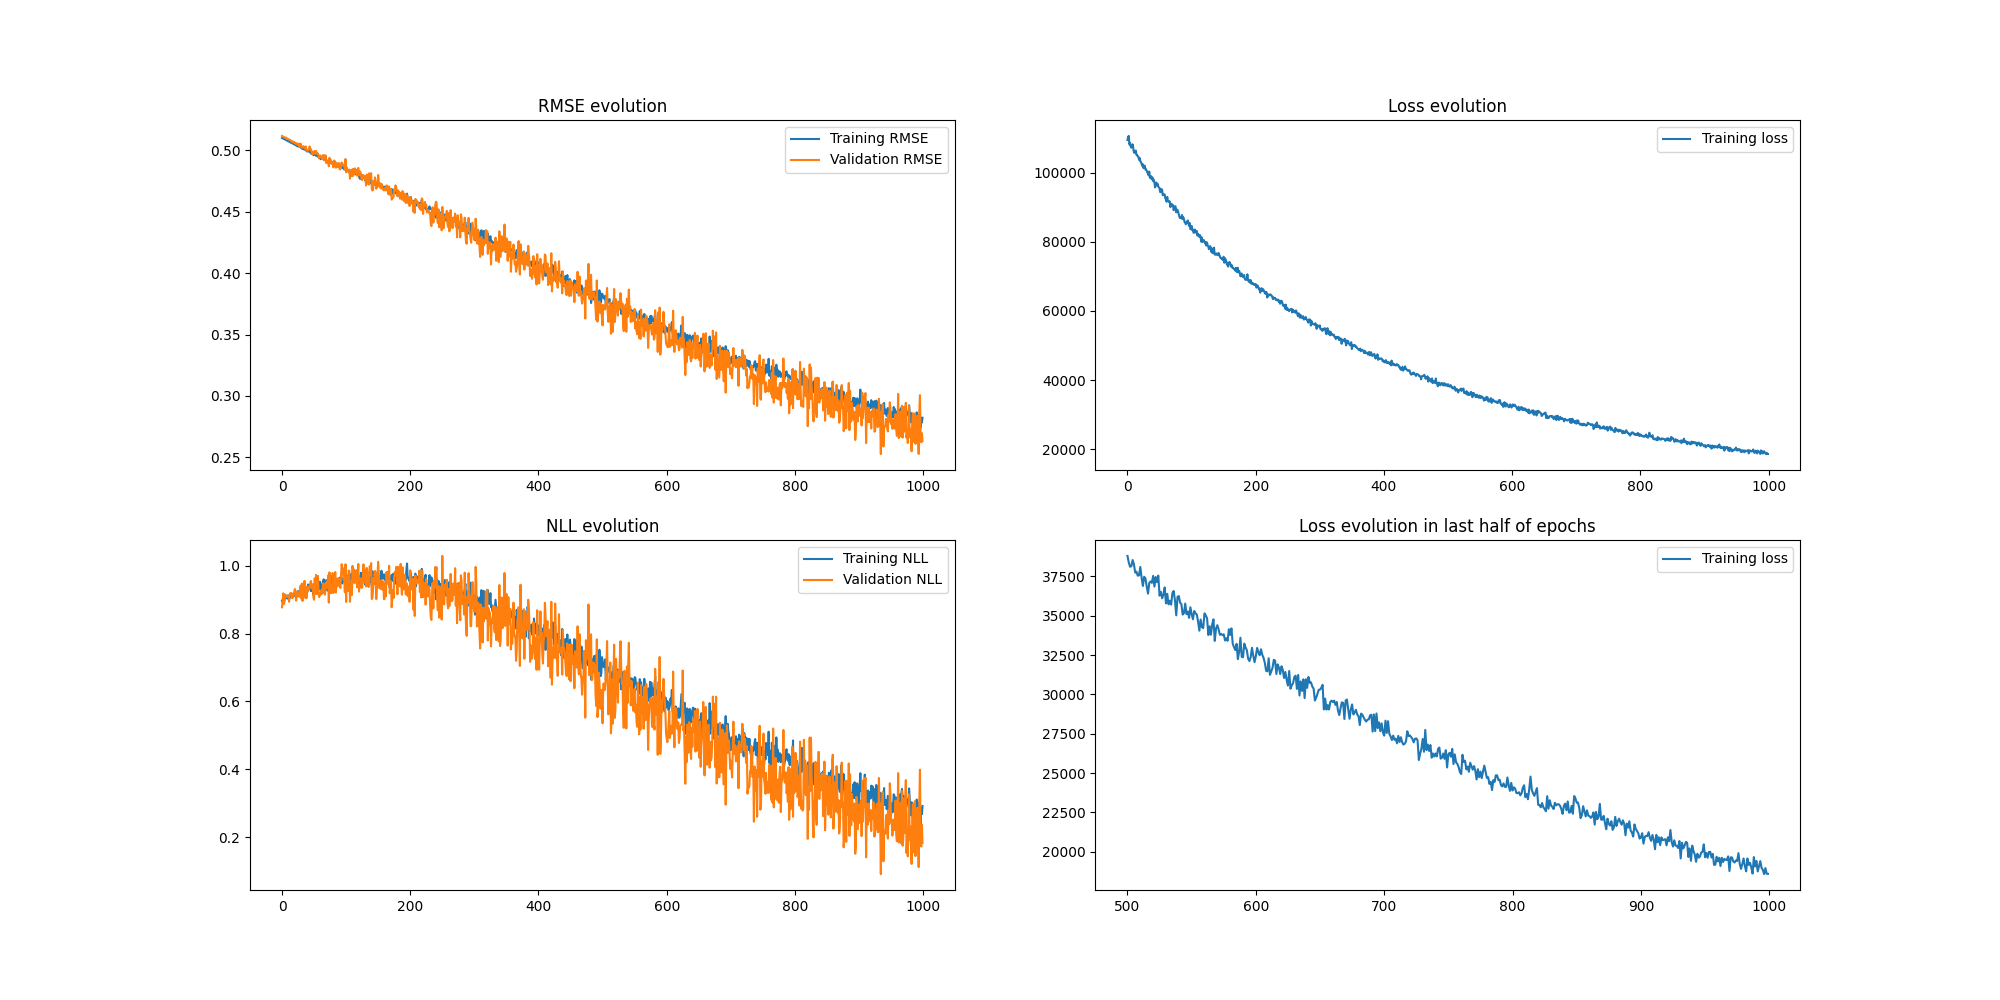 RMSE evolution
Training RMSE
Validation RMSE
0.50
0.45
0.40
0.35
0.30
0.25
0 200 400 600 800 1000
Loss evolution
Training loss
100000
80000
60000
40000
20000
0 200 400 600 800 1000
NLL evolution
Training NLL
Validation NLL
1.0
0.8
0.6
0.4
0.2
0 200 400 600 800 1000
Loss evolution in last half of epochs
Training loss
37500
35000
32500
30000
27500
25000
22500
20000
500 600 700 800 900 1000